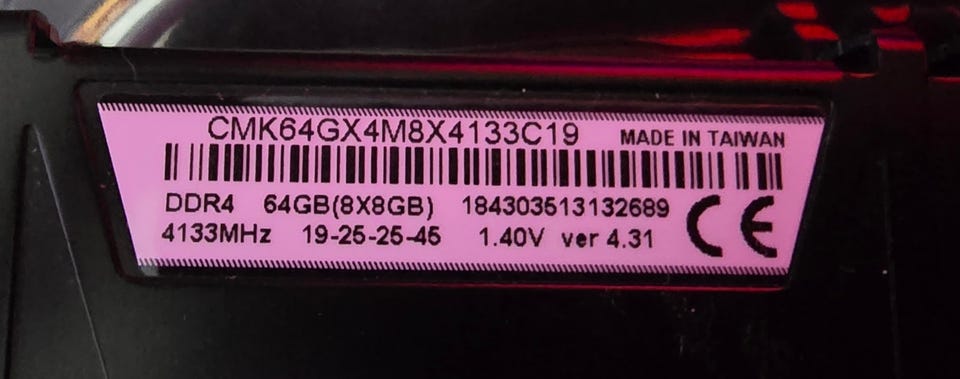 CMK64GX4M8X4133C19 MADE IN TAIWAN
DDR4 64GB(8X8GB) 184303513132689
4133MHz 19-25-25-45 1.40V ver 4.31
CE